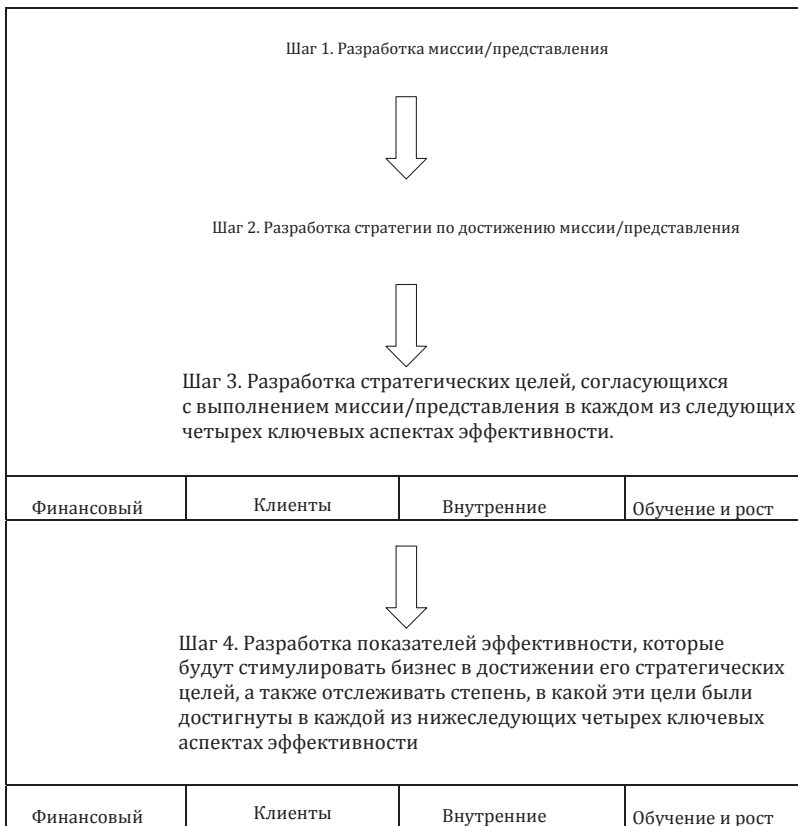 Шаг 1. Разработка миссии/представления
Шаг 2. Разработка стратегии по достижению миссии/представления
Шаг 3. Разработка стратегических целей, согласующихся
с выполнением миссии/представления в каждом из следующих
четырех ключевых аспектах эффективности.
Финансовый Клиенты Внутренние Обучение и рост
Шаг 4. Разработка показателей эффективности, которые
будут стимулировать бизнес в достижении его стратегических
целей, а также отслеживать степень, в какой эти цели были
достигнуты в каждой из нижеследующих четырех ключевых
аспектах эффективности
Финансовый Клиенты Внутренние Обучение и рост